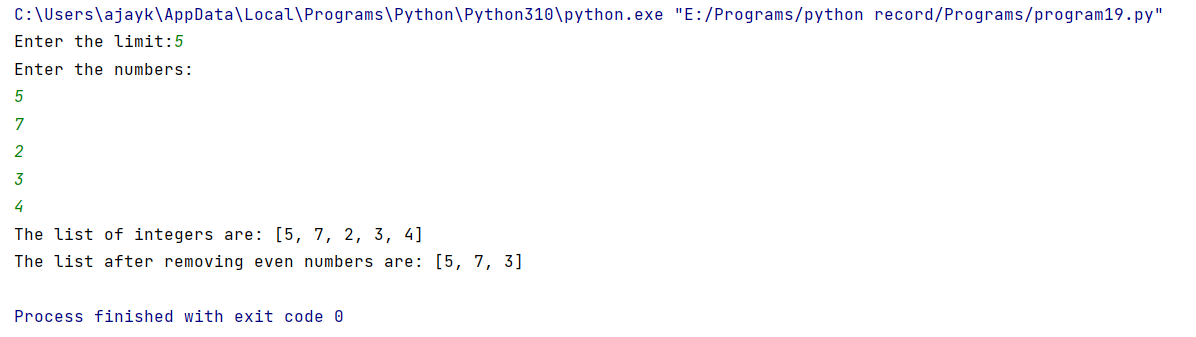 C:\Users\ajayk\AppData\Local\Programs\Python\Python310\python.exe "E:/Programs/python record/Programs/program19.py"
Enter the limit:5
Enter the numbers:
5
7
2
3
4
The list of integers are: [5, 7, 2, 3, 4]
The list after removing even numbers are: [5, 7, 3]
Process finished with exit code 0